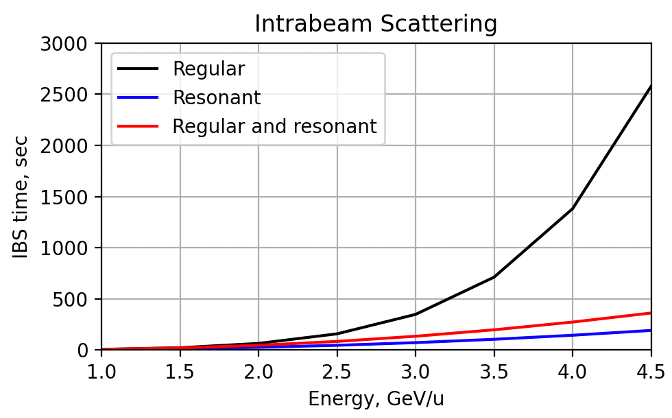 Intrabeam Scattering
3000
2500
2000
1500
1000
500
0
IBS time, sec
Regular
Resonant
Regular and resonant
1.0 1.5 2.0 2.5 3.0 3.5 4.0 4.5
Energy, GeV/u